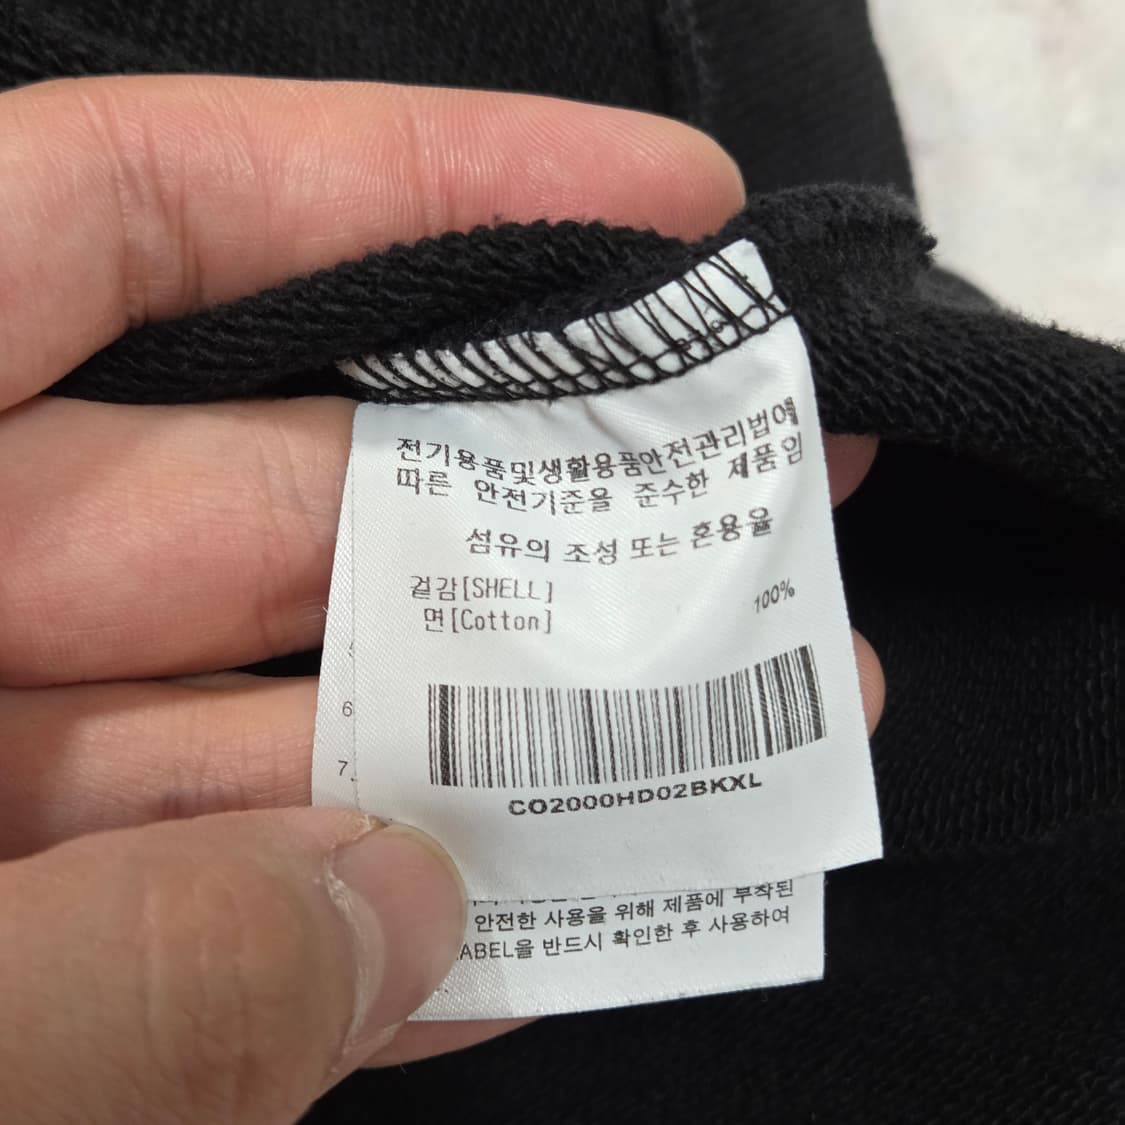 전기용품및생활용품안전관리법에
따른 안전기준을 준수한 제품임
섬유의 조성 또는 혼용율
겉감[SHELL]
면[Cotton] 100%
CO2000HD02BKXL
6
7.
안전한 사용을 위해 제품에 부착된
ABEL을 반드시 확인한 후 사용하여